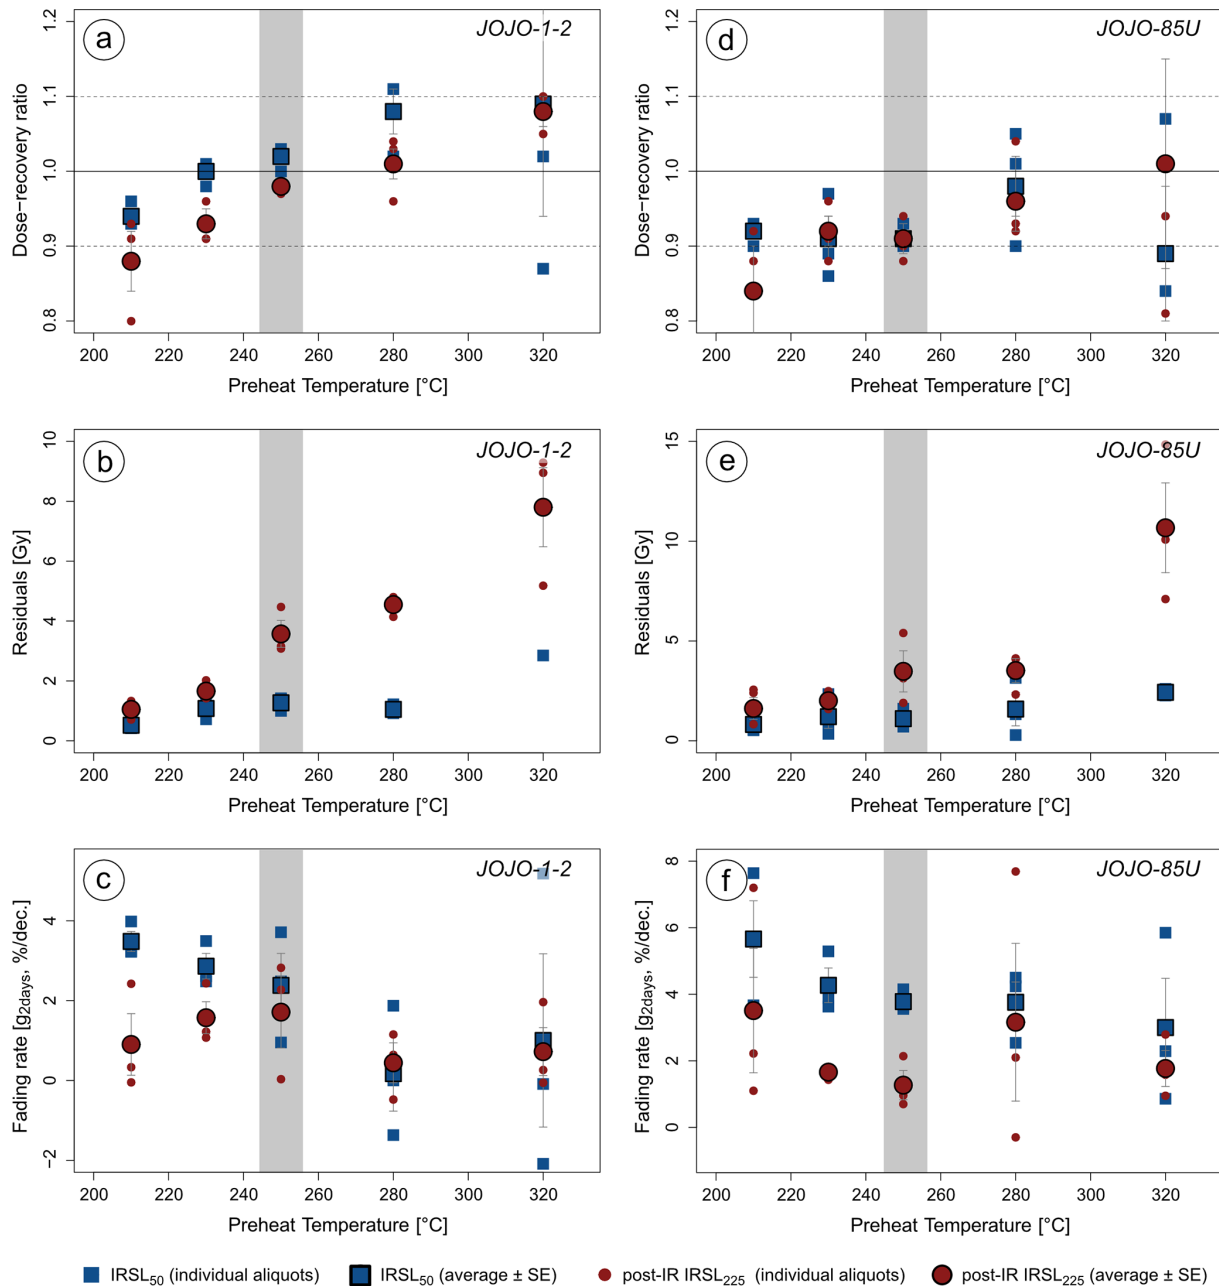 a
JOJO-1-2
Dose−recovery ratio
0.8 0.9 1.0 1.1 1.2
200 220 240 260 280 300 320
Preheat Temperature [°C]
d
JOJO-85U
Dose−recovery ratio
0.8 0.9 1.0 1.1 1.2
200 220 240 260 280 300 320
Preheat Temperature [°C]
b
JOJO-1-2
Residuals [Gy]
0 2 4 6 8 10
200 220 240 260 280 300 320
Preheat Temperature [°C]
e
JOJO-85U
Residuals [Gy]
0 5 10 15
200 220 240 260 280 300 320
Preheat Temperature [°C]
c
JOJO-1-2
Fading rate [g2days, %/dec.]
−2 0 2 4
200 220 240 260 280 300 320
Preheat Temperature [°C]
f
JOJO-85U
Fading rate [g2days, %/dec.]
0 2 4 6 8
200 220 240 260 280 300 320
Preheat Temperature [°C]
IRSL50 (individual aliquots) IRSL50 (average ± SE) post-IR IRSL225 (individual aliquots) post-IR IRSL225 (average ± SE)